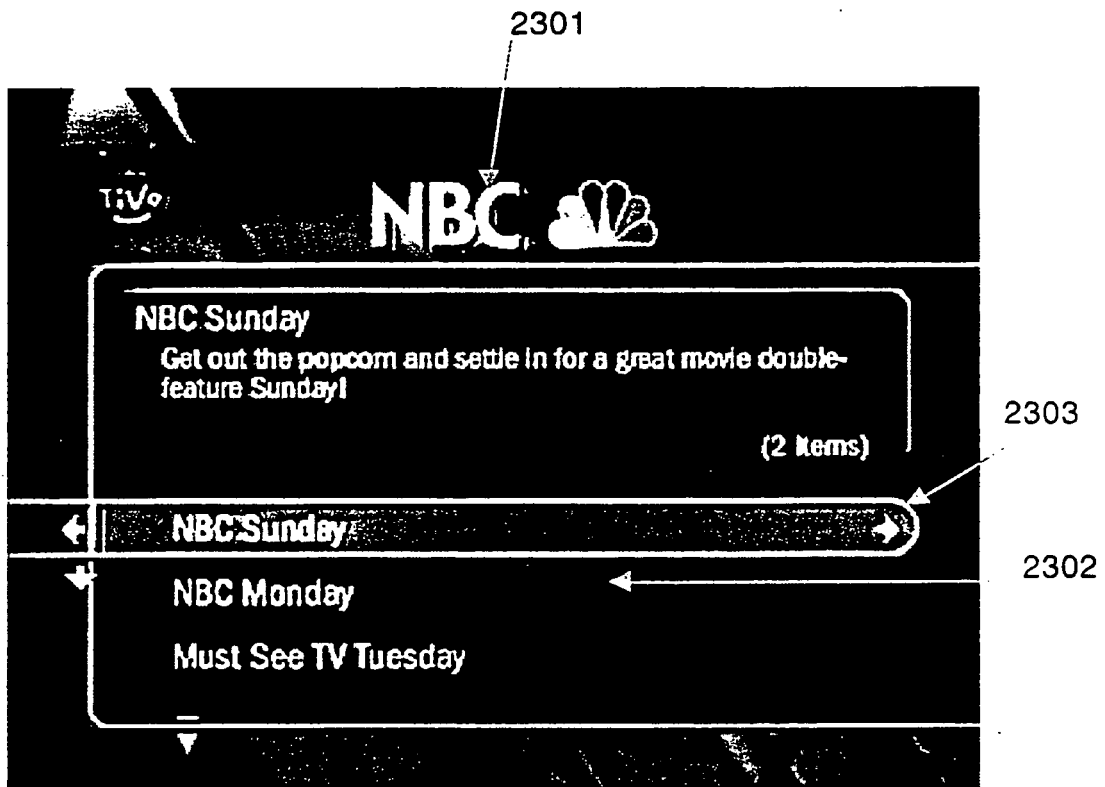 2301
TiVo
NBC
NBC Sunday
Get out the popcorn and settle in for a great movie double-
feature Sunday!
(2 Items)
2303
NBC Sunday
2302
NBC Monday
Must See TV Tuesday